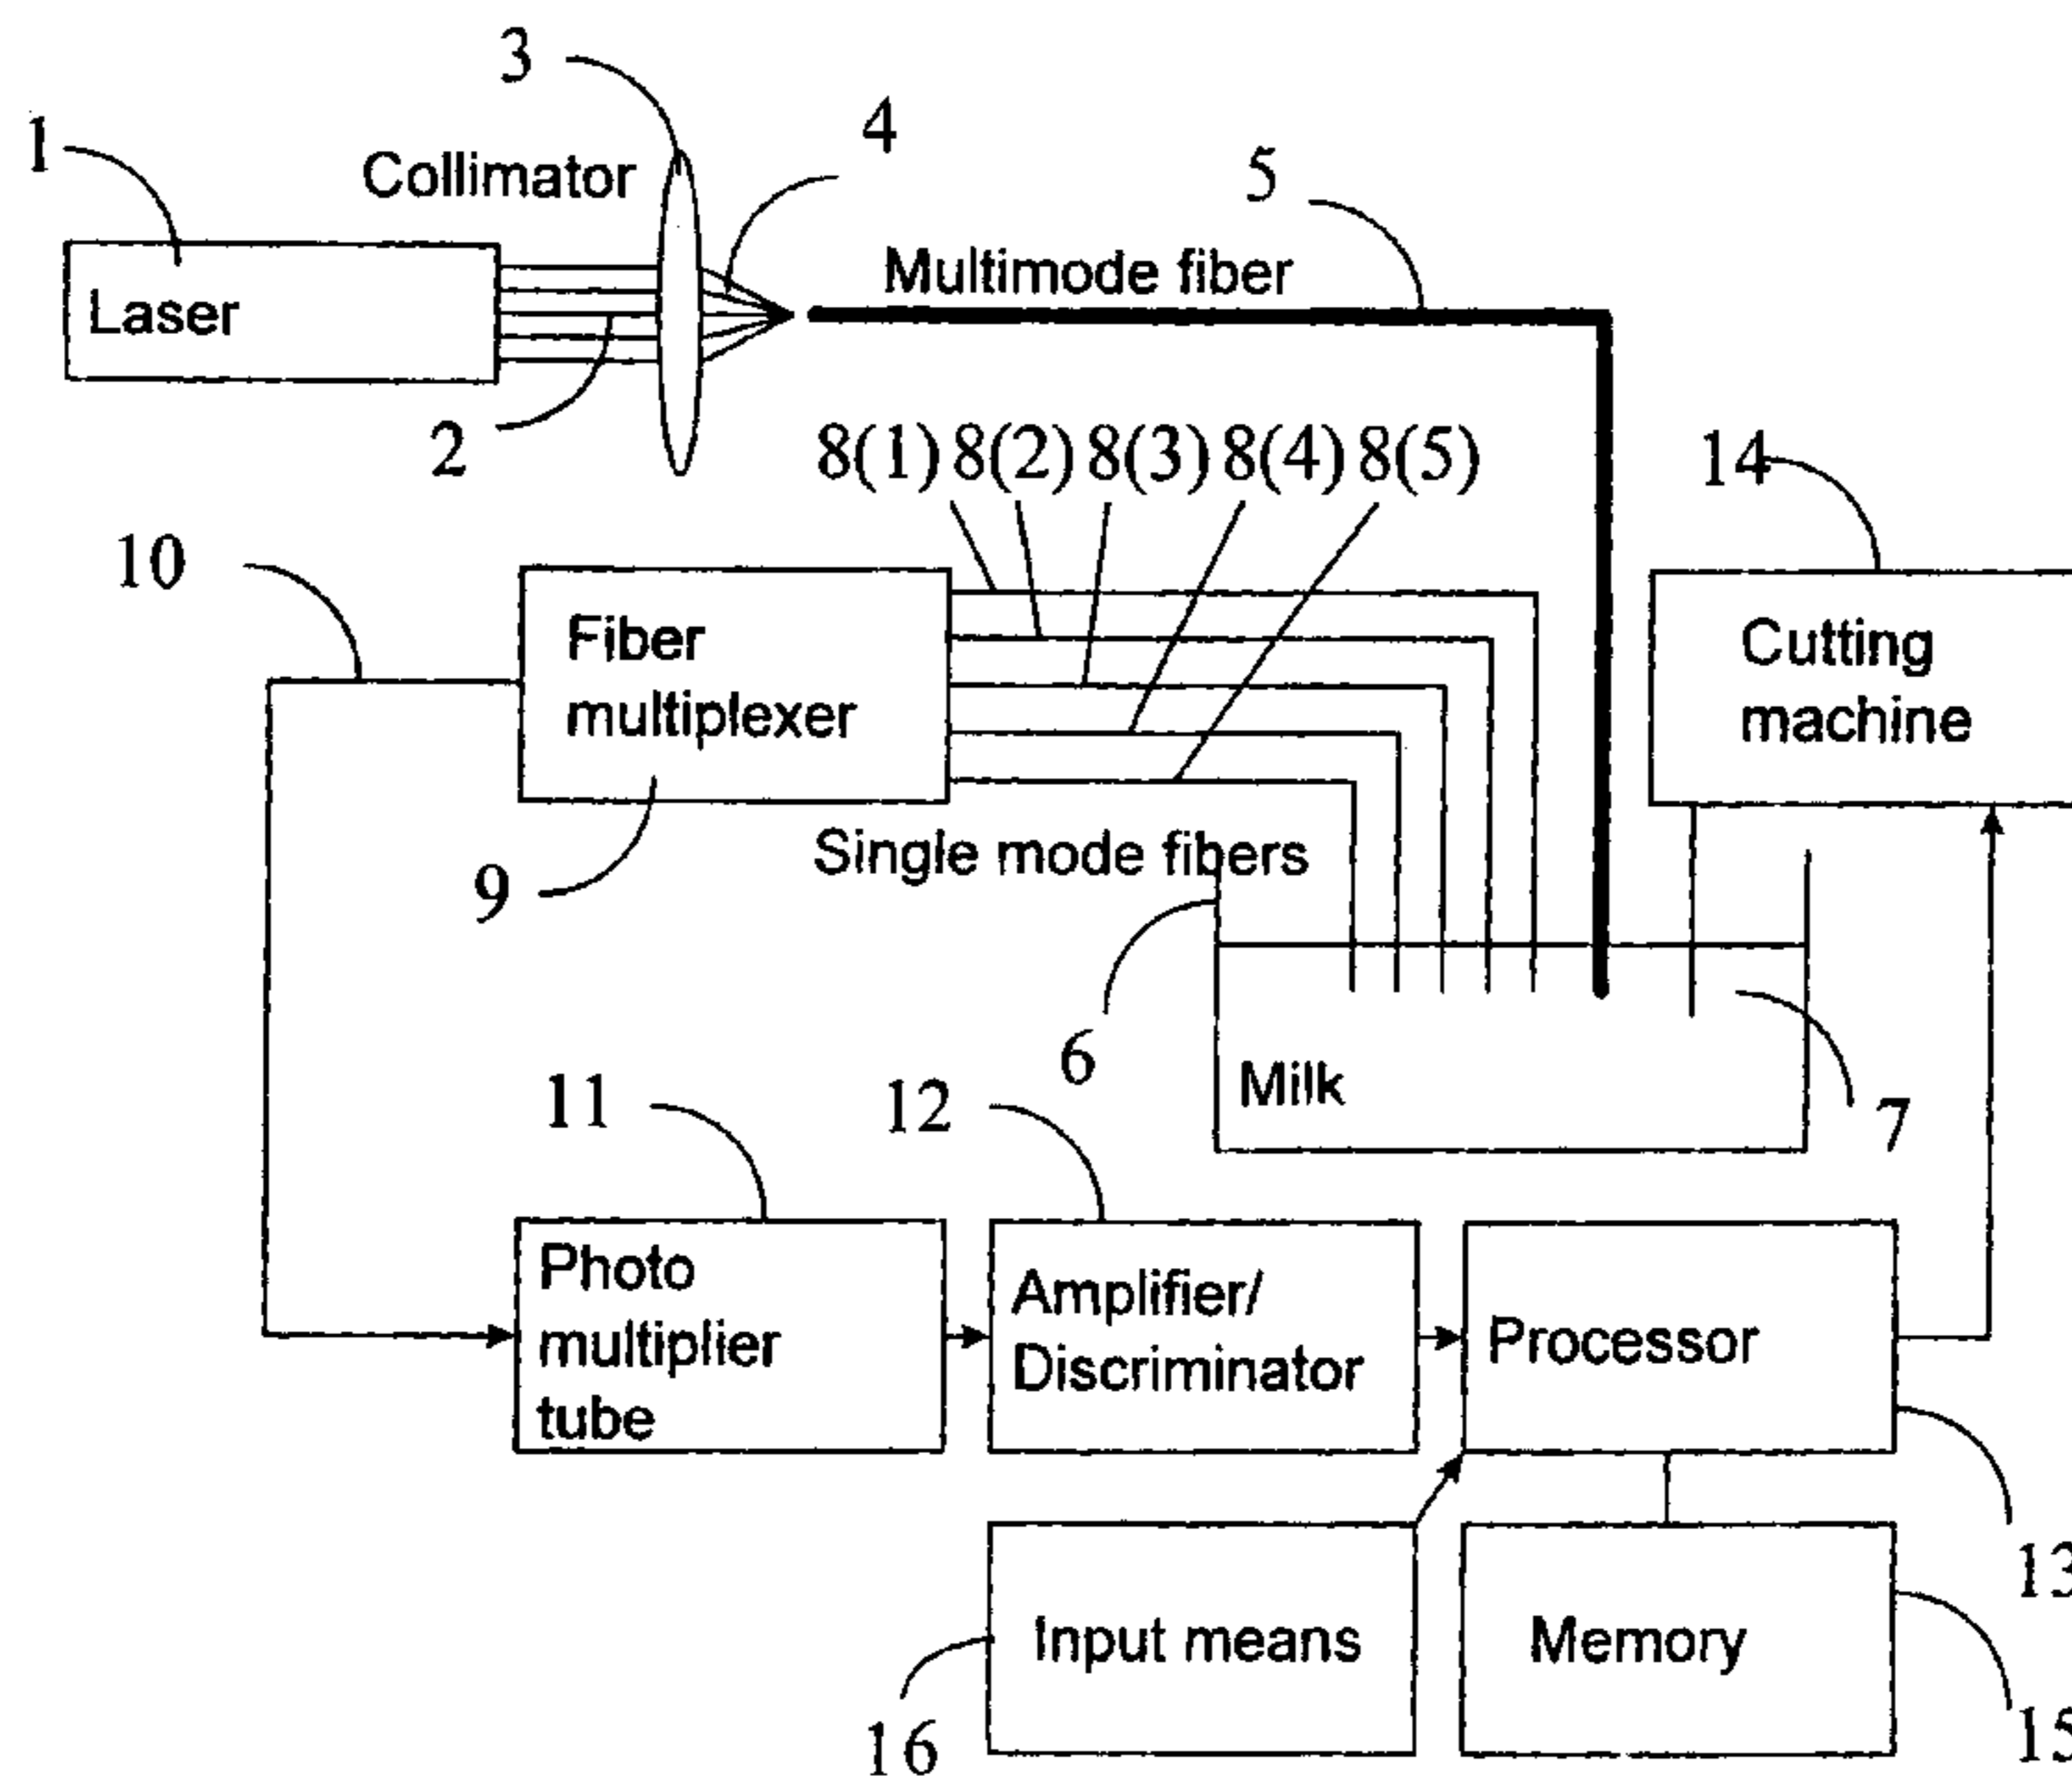 3
4
1
Collimator
5
Multimode fiber
Laser
2
8(1) 8(2) 8(3) 8(4) 8(5)
14
10
Fiber
multiplexer
Cutting
machine
Single mode fibers
9
6
Milk
7
11
12
Photo
multiplier
tube
Amplifier/
Discriminator
Processor
13
Input means
Memory
16
15